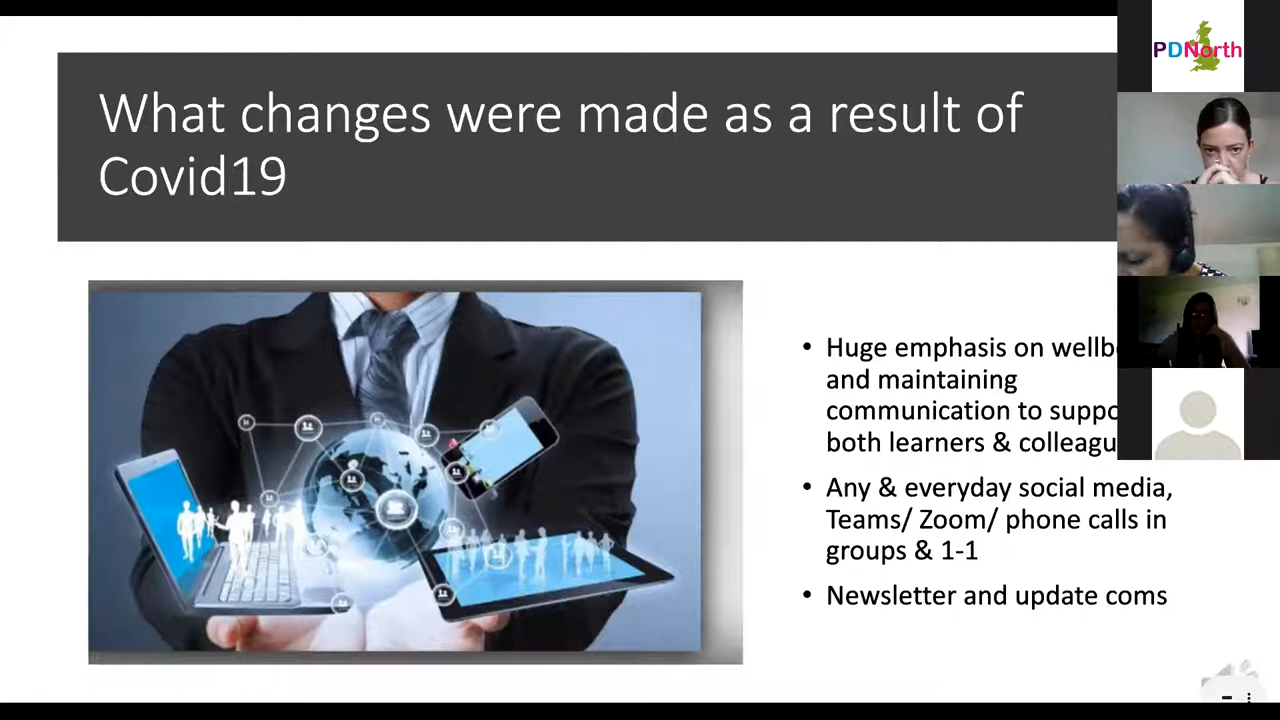 What changes were made as a result of
Covid19
PDNorth
• Huge emphasis on wellb
and maintaining
communication to suppo
both learners & colleagu
• Any & everyday social media,
Teams/ Zoom/ phone calls in
groups & 1-1
• Newsletter and update coms